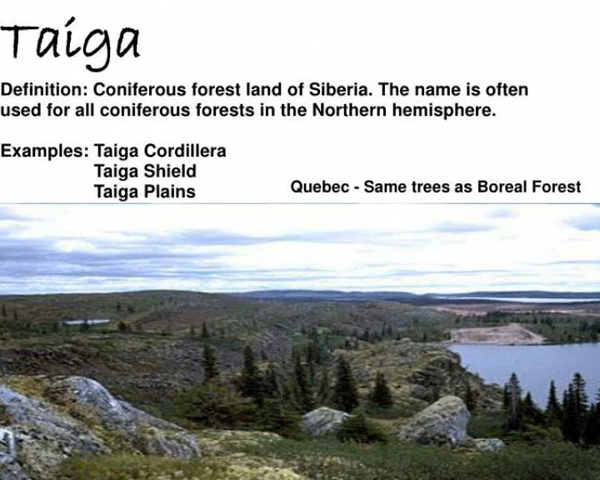 Taiga
Definition: Coniferous forest land of Siberia. The name is often
used for all coniferous forests in the Northern hemisphere.
Examples: Taiga Cordillera
Taiga Shield
Taiga Plains
Quebec - Same trees as Boreal Forest